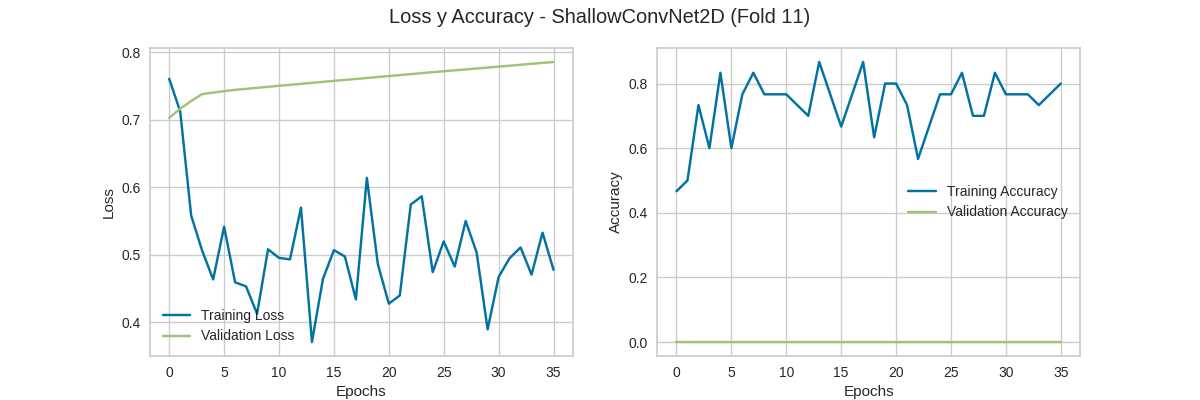 Loss y Accuracy - ShallowConvNet2D (Fold 11)
0.8
0.7
0.6
0.5
0.4
Loss
Training Loss
Validation Loss
0 5 10 15 20 25 30 35
Epochs
0.8
0.6
0.4
0.2
0.0
Accuracy
Training Accuracy
Validation Accuracy
0 5 10 15 20 25 30 35
Epochs